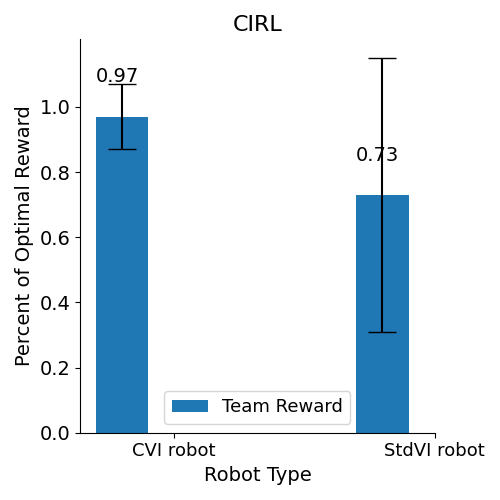 CIRL
Percent of Optimal Reward
1.0
0.8
0.6
0.4
0.2
0.0
0.97
0.73
Team Reward
CVI robot
StdVI robot
Robot Type